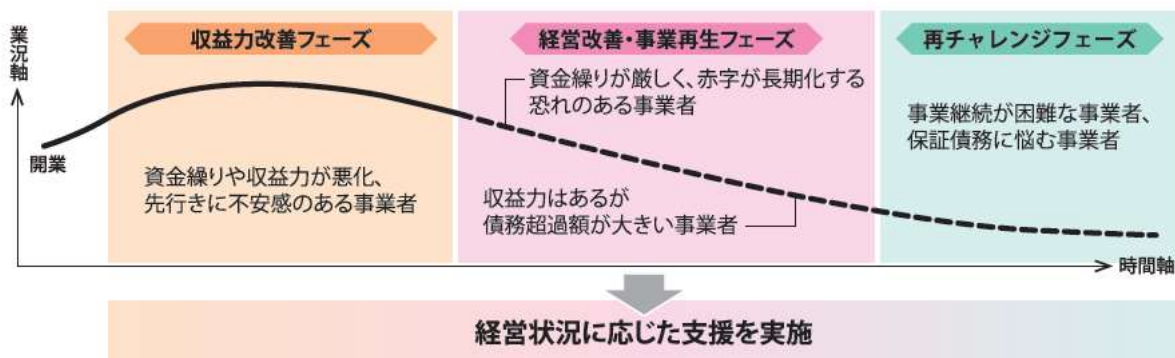 業況軸
収益力改善フェーズ
経営改善・事業再生フェーズ
再チャレンジフェーズ
資金繰りが厳しく、赤字が長期化する
恐れのある事業者
事業継続が困難な事業者、
保証債務に悩む事業者
開業
資金繰りや収益力が悪化、
先行きに不安感のある事業者
収益力はあるが
債務超過額が大きい事業者
時間軸
経営状況に応じた支援を実施